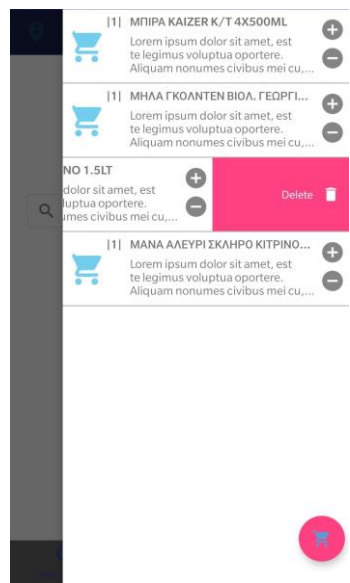 |1| ΜΠΙΡΑ KAIZER Κ/Τ 4X500ML
Lorem ipsum dolor sit amet, est
te legimus voluptua oportere.
Aliquam nonumes civibus mei cu,...
|1| ΜΗΛΑ ΓΚΟΛΝΤΕΝ ΒΙΟΛ. ΓΕΩΡΓΙ...
Lorem ipsum dolor sit amet, est
te legimus voluptua oportere.
Aliquam nonumes civibus mei cu,...
ΝΟ 1.5LT
dolor sit amet, est
luptua oportere.
umes civibus mei cu,...
Delete
|1| ΜΑΝΑ ΑΛΕΥΡΙ ΣΚΛΗΡΟ ΚΙΤΡΙΝΟ...
Lorem ipsum dolor sit amet, est
te legimus voluptua oportere.
Aliquam nonumes civibus mei cu,...